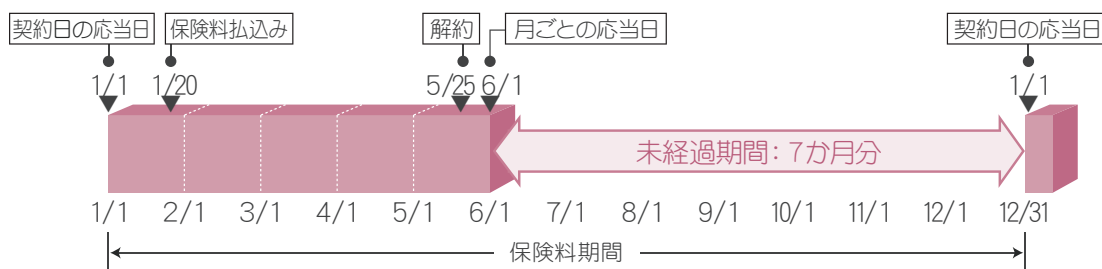 契約日の応当日 保険料払込み 解約 月ごとの応当日 契約日の応当日
1/1 1/20 5/25 6/1 1/1
未経過期間：7か月分
1/1 2/1 3/1 4/1 5/1 6/1 7/1 8/1 9/1 10/1 11/1 12/1 12/31
保険料期間